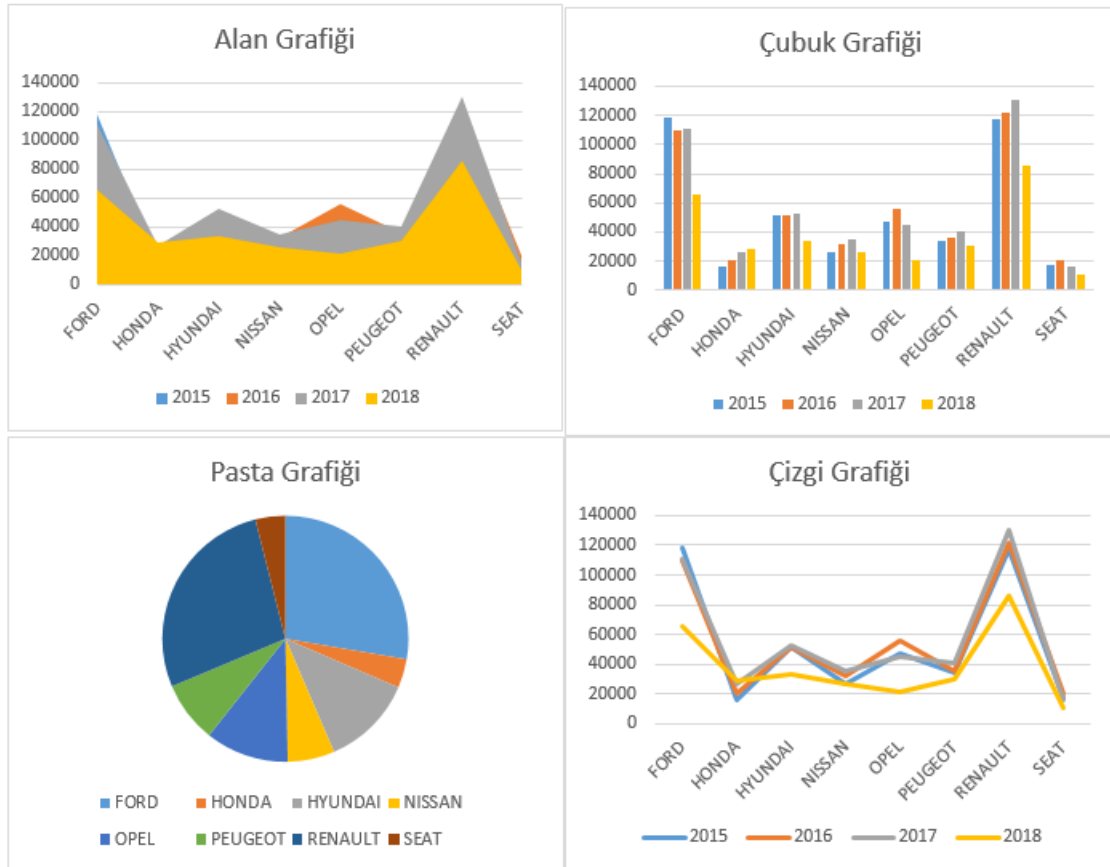 Alan Grafiği
140000
120000
100000
80000
60000
40000
20000
0
FORD
HONDA
HYUNDAI
NISSAN
OPEL
PEUGEOT
RENAULT
SEAT
2015 2016 2017 2018
Çubuk Grafiği
140000
120000
100000
80000
60000
40000
20000
0
FORD
HONDA
HYUNDAI
NISSAN
OPEL
PEUGEOT
RENAULT
SEAT
2015 2016 2017 2018
Pasta Grafiği
FORD HONDA HYUNDAI NISSAN
OPEL PEUGEOT RENAULT SEAT
Çizgi Grafiği
140000
120000
100000
80000
60000
40000
20000
0
FORD
HONDA
HYUNDAI
NISSAN
OPEL
PEUGEOT
RENAULT
SEAT
2015 2016 2017 2018